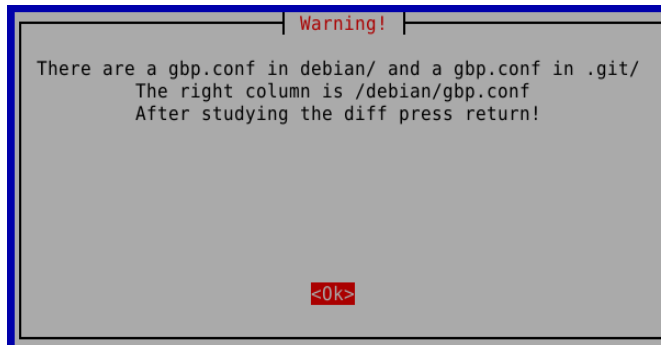 Warning!
There are a gbp.conf in debian/ and a gbp.conf in .git/
The right column is /debian/gbp.conf
After studying the diff press return!
<Ok>